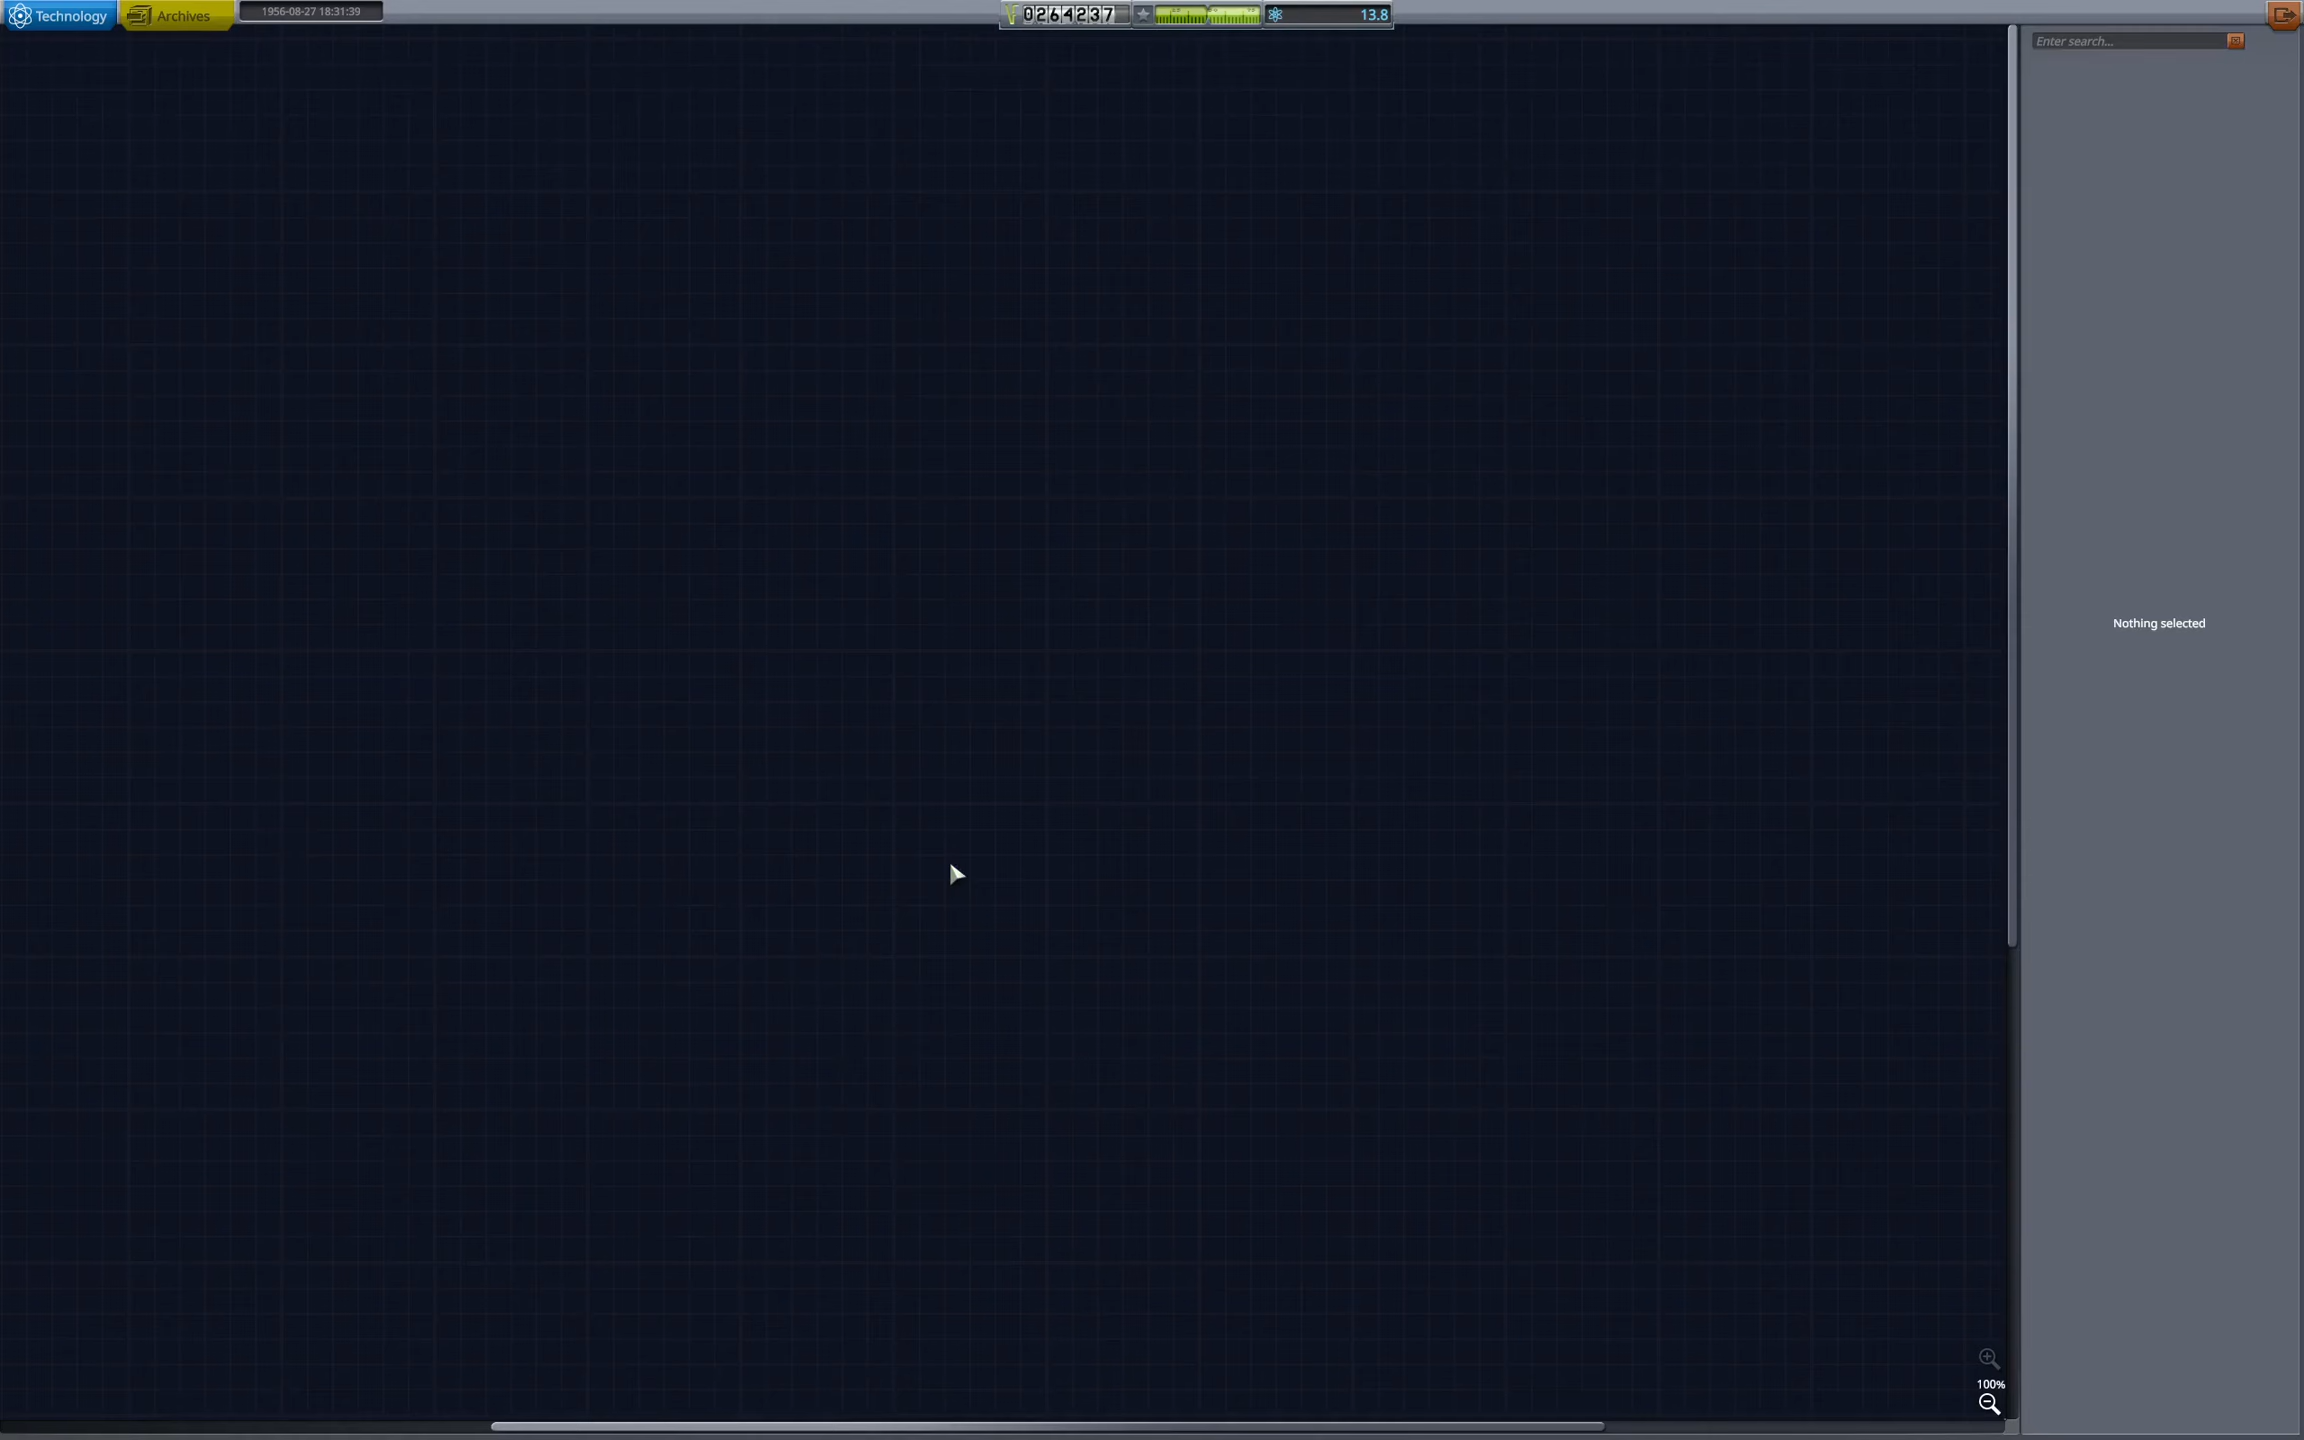 Technology
Archives
1956-08-27 18:31:39
0264237
13.8
Enter search...
Nothing selected
100%